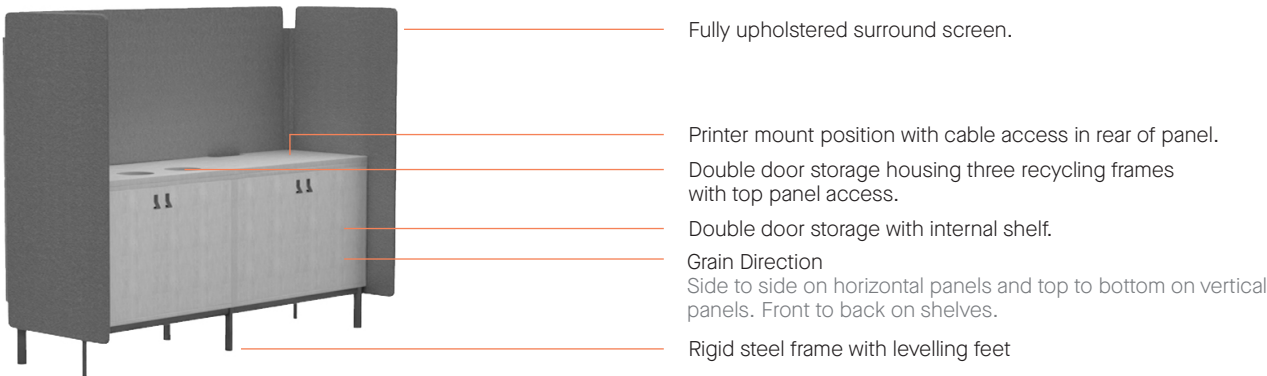 Fully upholstered surround screen.
Printer mount position with cable access in rear of panel.
Double door storage housing three recycling frames
with top panel access.
Double door storage with internal shelf.
Grain Direction
Side to side on horizontal panels and top to bottom on vertical
panels. Front to back on shelves.
Rigid steel frame with levelling feet